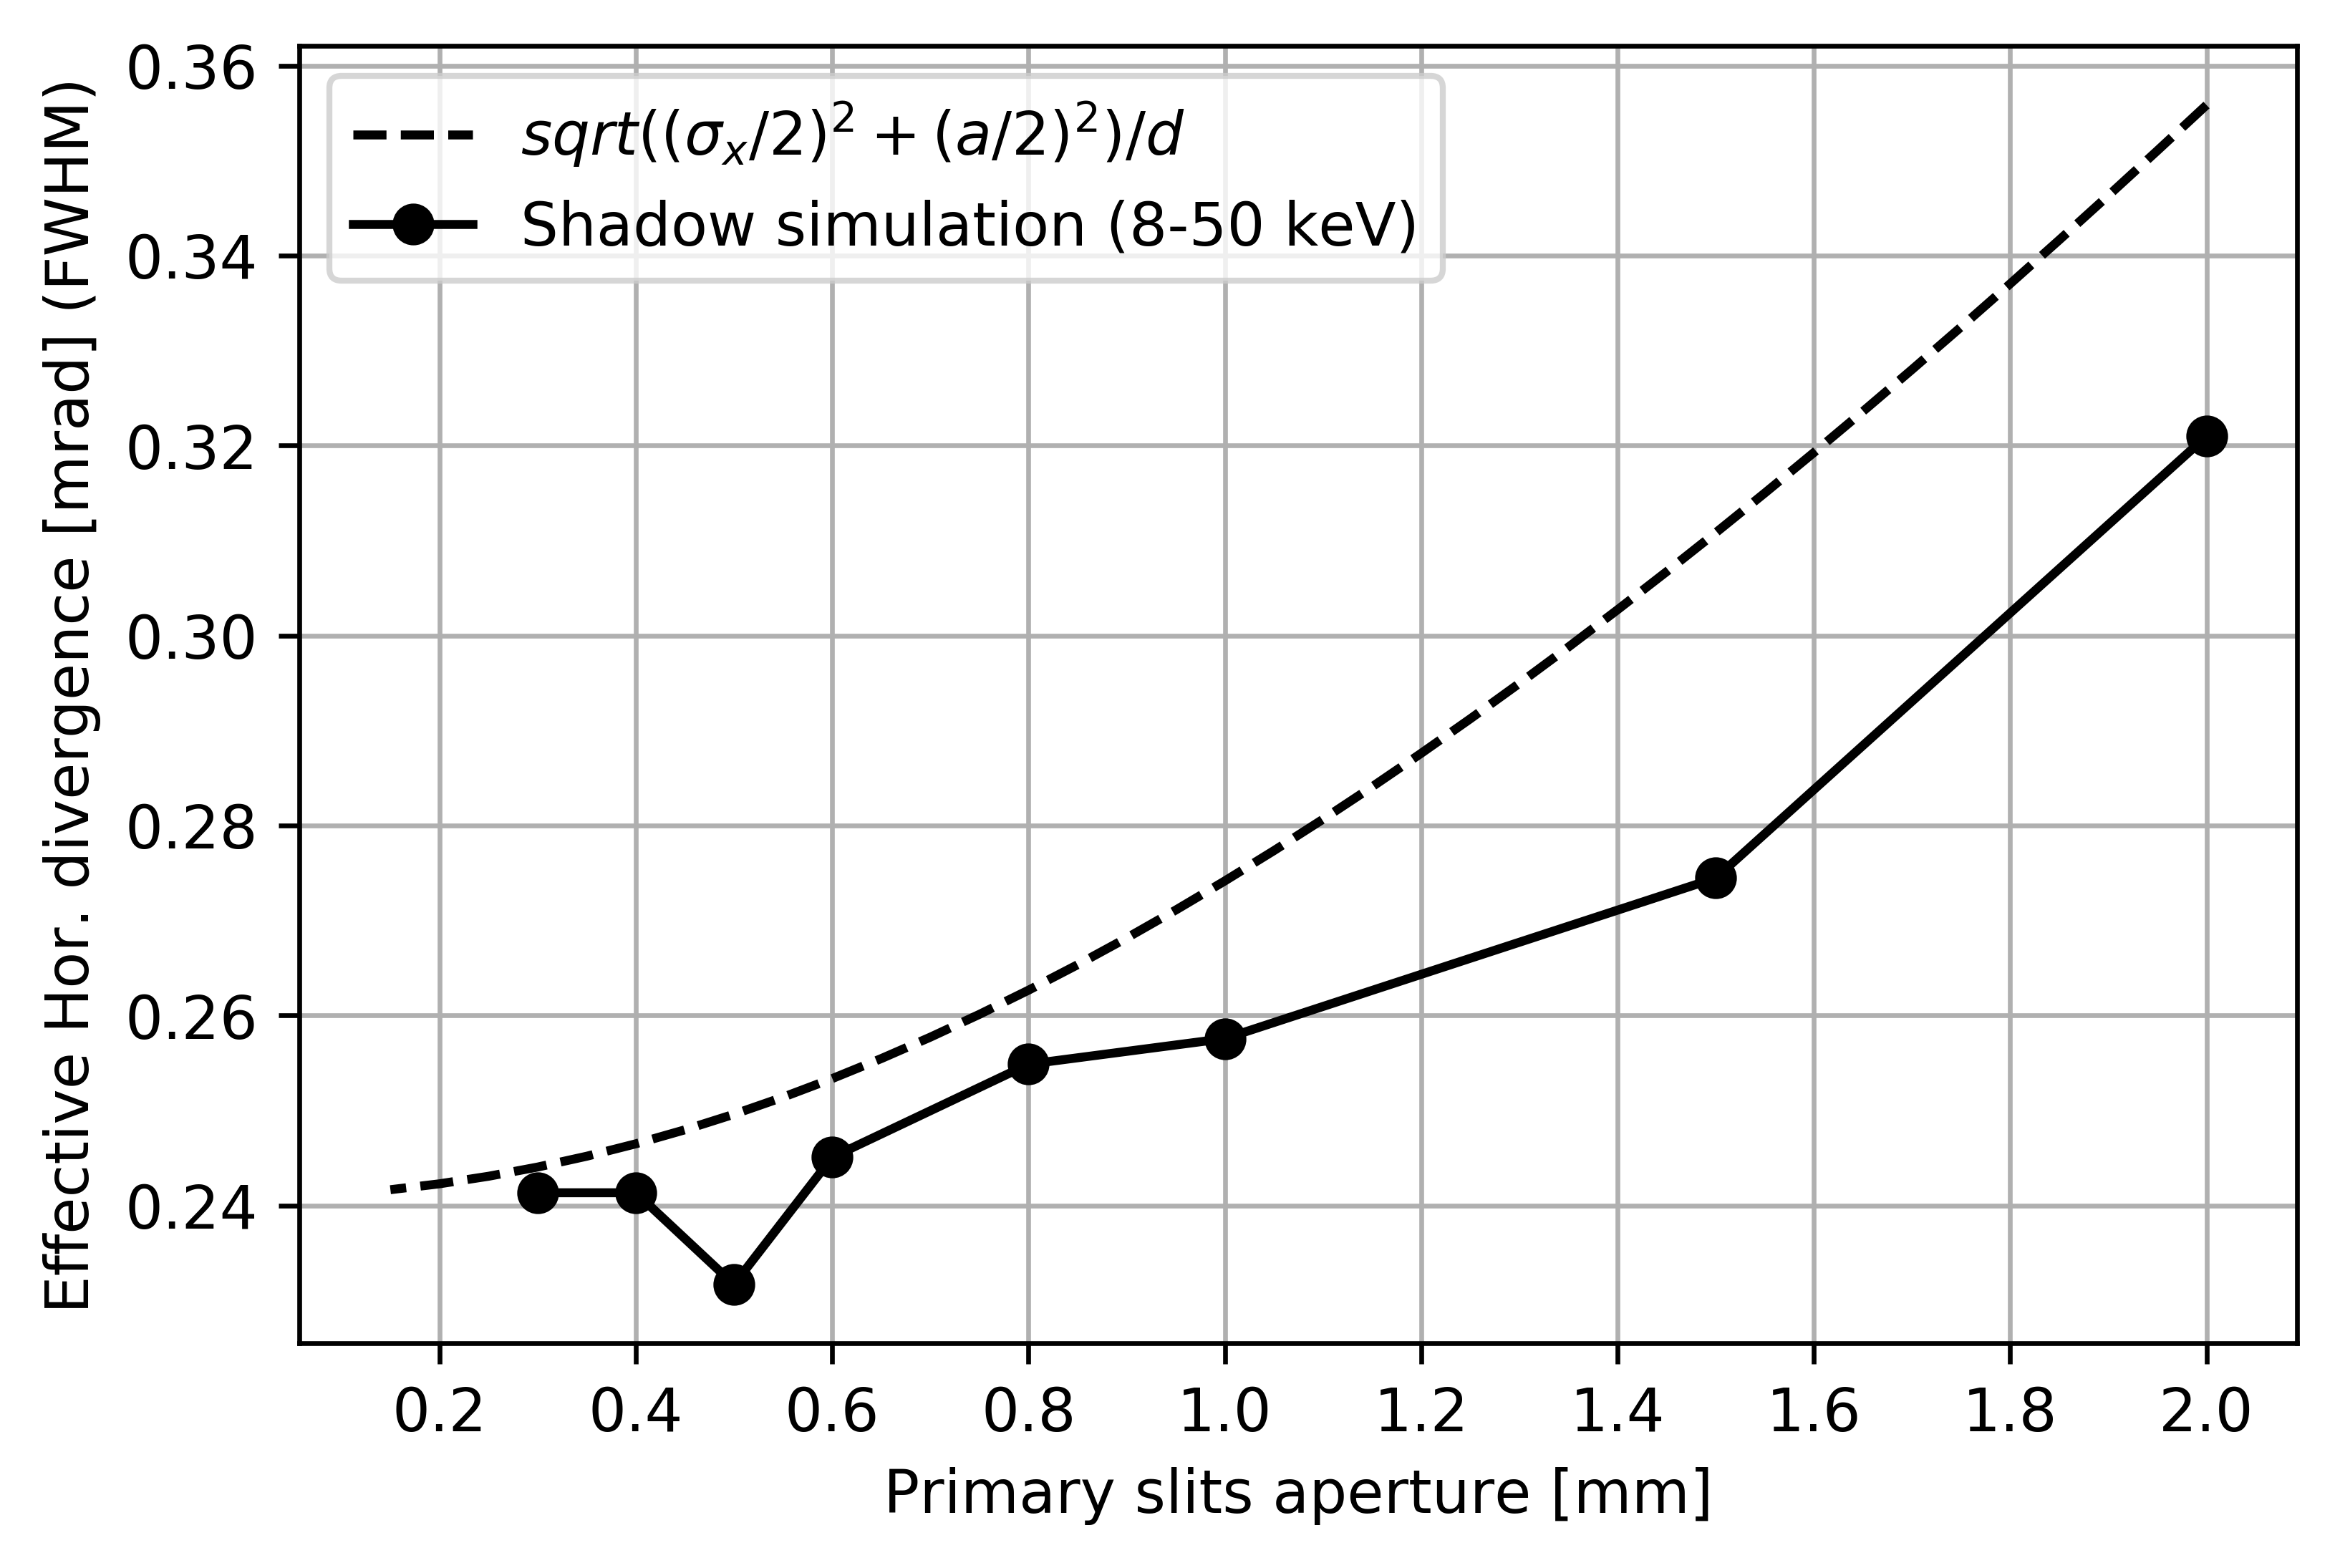 0.36
0.34
0.32
0.30
0.28
0.26
0.24
Effective Hor. divergence [mrad] (FWHM)
sqrt((σₓ/2)² + (a/2)²)/d
Shadow simulation (8-50 keV)
0.2 0.4 0.6 0.8 1.0 1.2 1.4 1.6 1.8 2.0
Primary slits aperture [mm]